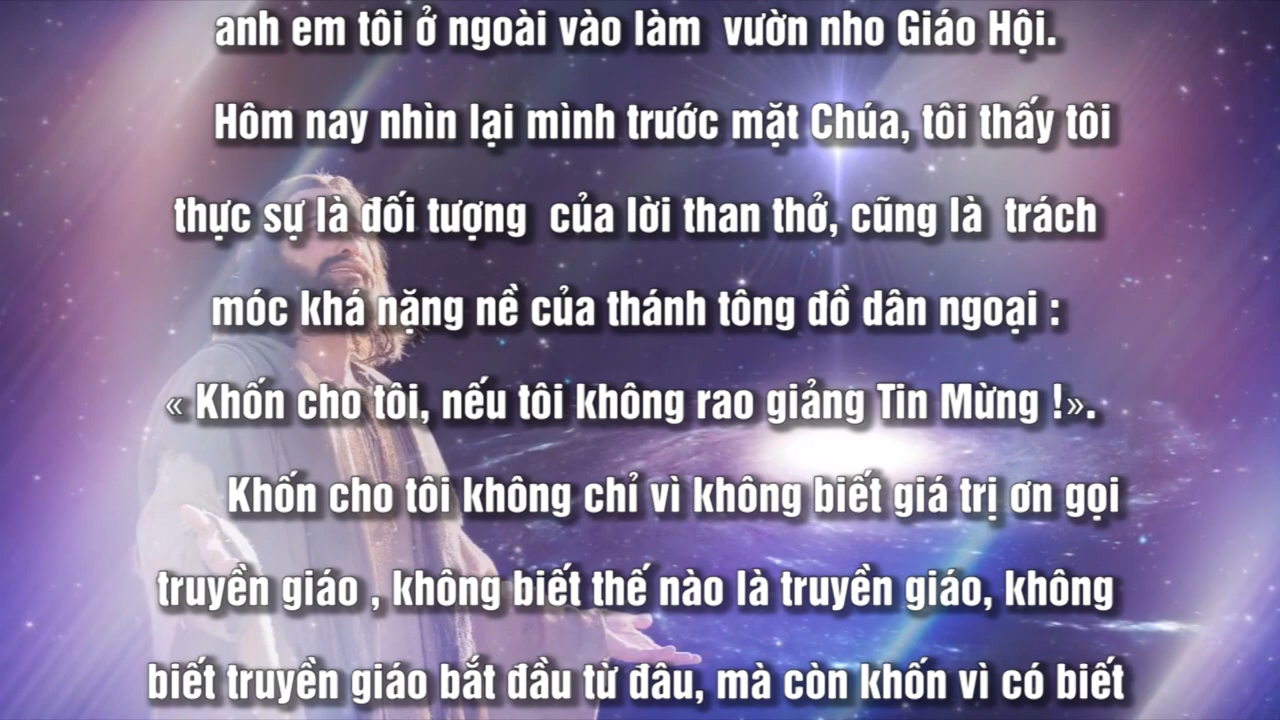 anh em tôi ở ngoài vào làm  vườn nho Giáo Hội.
Hôm nay nhìn lại mình trước mặt Chúa, tôi thấy tôi
thực sự là đối tượng  của lời than thở, cũng là  trách
móc khá nặng nề của thánh tông đồ dân ngoại :
« Khốn cho tôi, nếu tôi không rao giảng Tin Mừng !».
Khốn cho tôi không chỉ vì không biết giá trị ơn gọi
truyền giáo , không biết thế nào là truyền giáo, không
biết truyền giáo bắt đầu từ đâu, mà còn khốn vì có biết